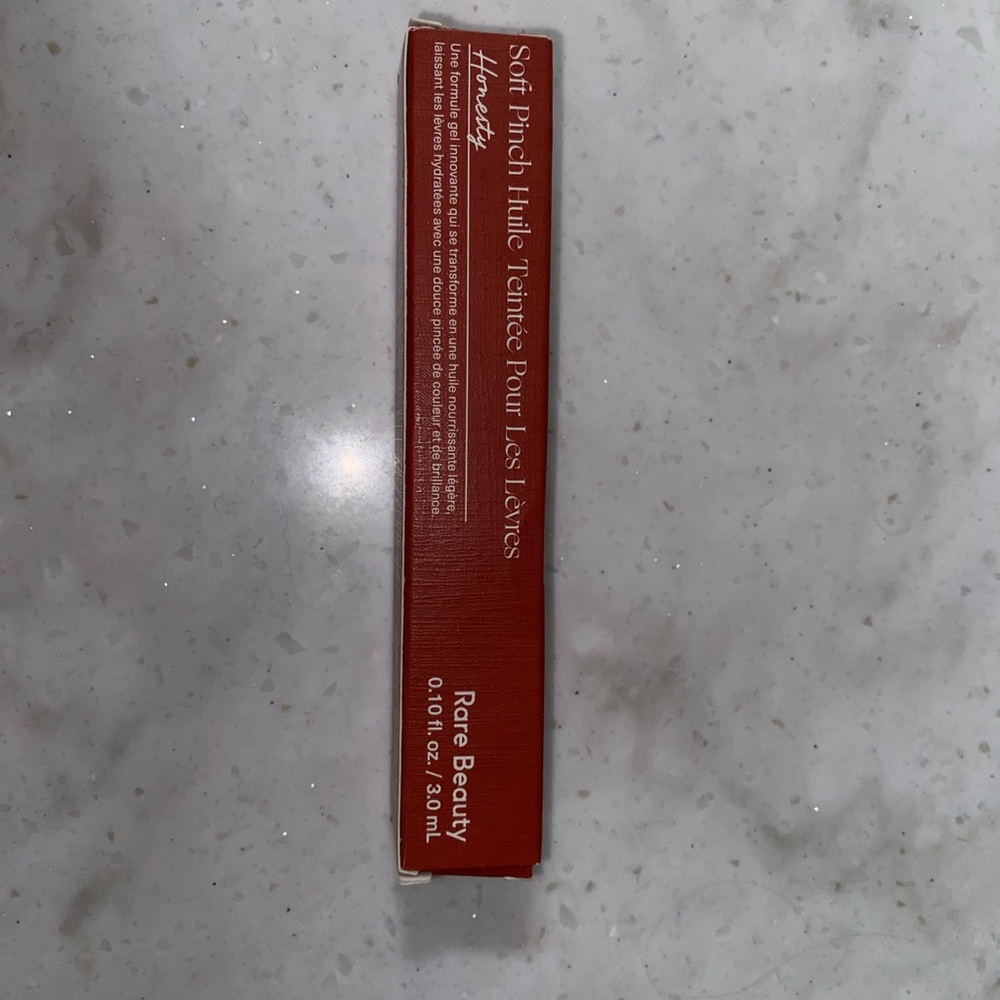 Soft Pinch Huile Teintée Pour Les Lèvres
Honesty
Une formule gel innovante qui se transforme en une huile nourrissante légère,
laissant les lèvres hydratées avec une douce pincée de couleur et de brillance.
Rare Beauty
0.10 fl. oz. / 3.0 mL